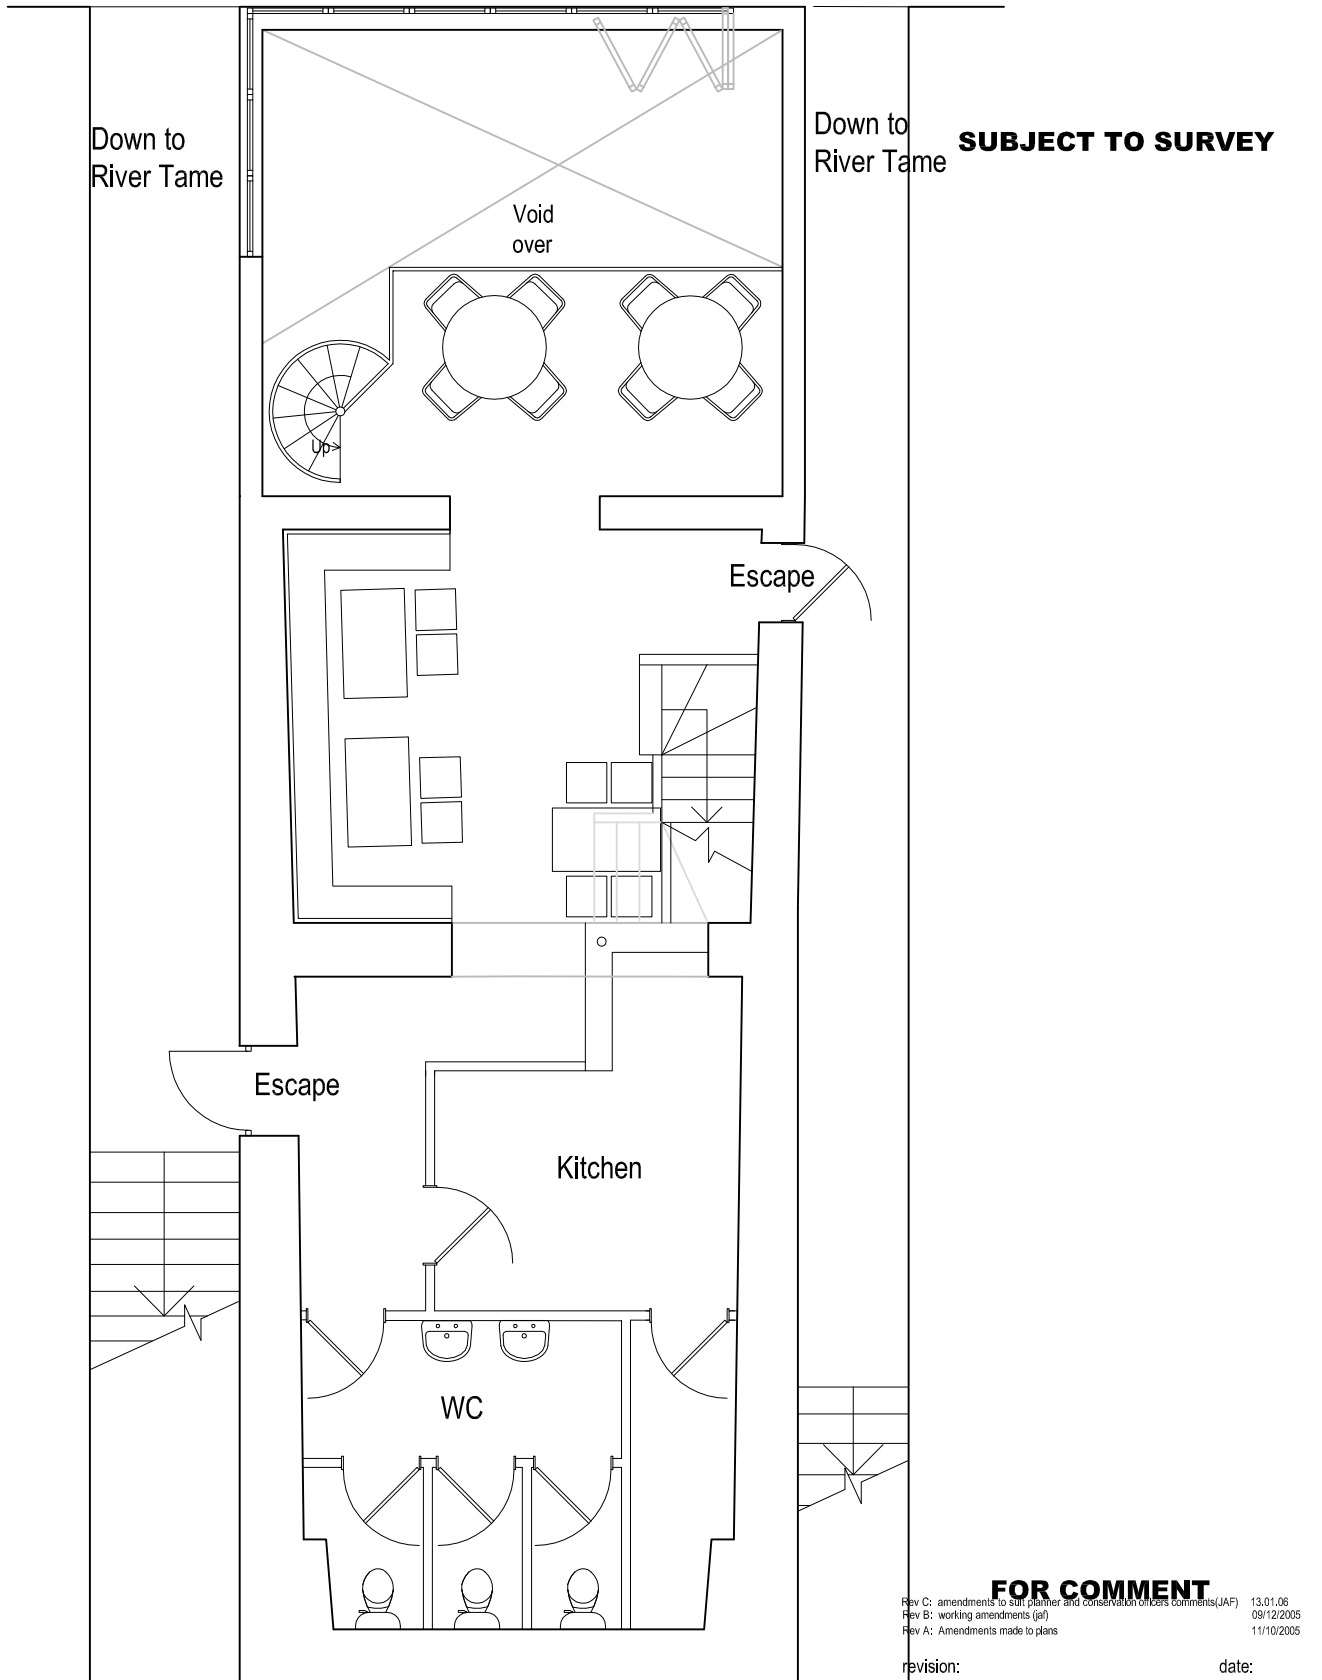 Down to
River Tame
Down to
River Tame
SUBJECT TO SURVEY
Void
over
Up
Escape
Escape
Kitchen
WC
FOR COMMENT
Rev C: amendments to suit planner and conservation officers comments(JAF) 13.01.06
Rev B: working amendments (jaf) 09/12/2005
Rev A: Amendments made to plans 11/10/2005
revision: date: